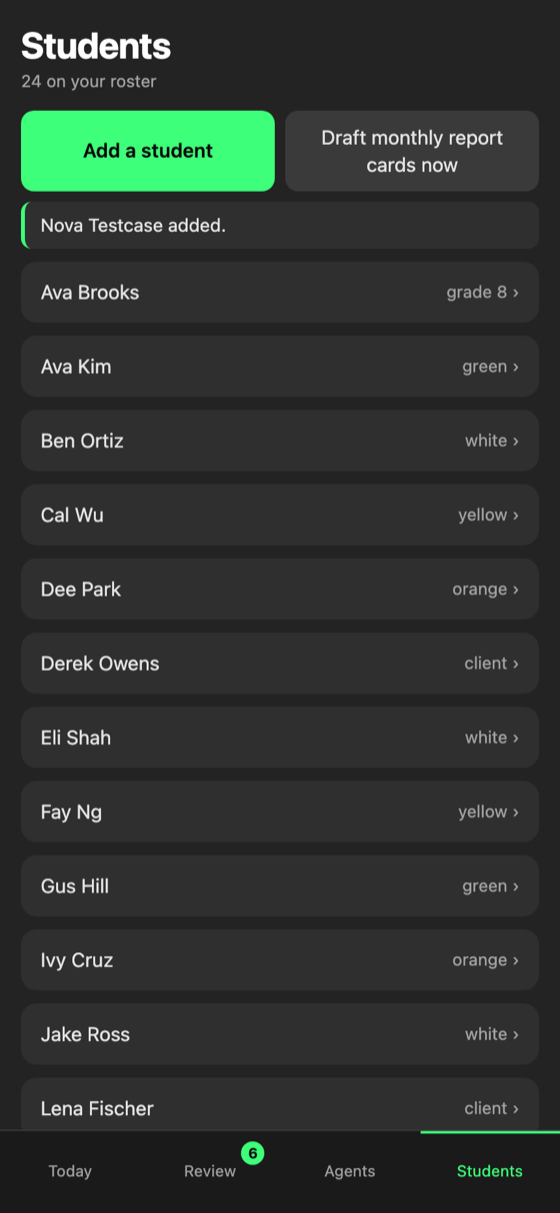 Students
24 on your roster
Add a student
Draft monthly report
cards now
Nova Testcase added.
Ava Brooks grade 8 ›
Ava Kim green ›
Ben Ortiz white ›
Cal Wu yellow ›
Dee Park orange ›
Derek Owens client ›
Eli Shah white ›
Fay Ng yellow ›
Gus Hill green ›
Ivy Cruz orange ›
Jake Ross white ›
Lena Fischer client ›
6
Today Review Agents Students